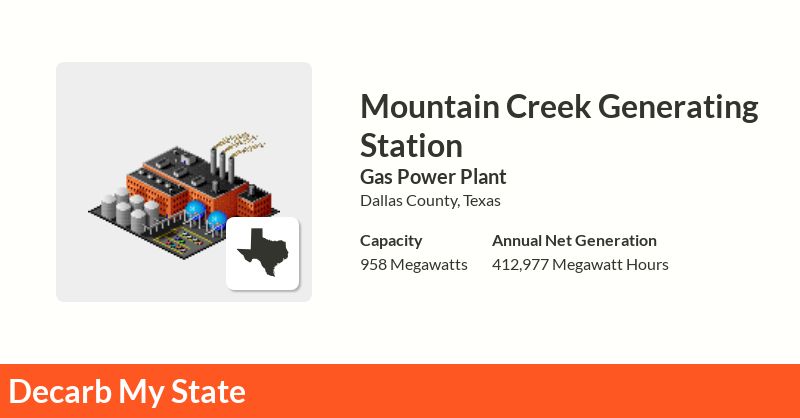 Mountain Creek Generating
Station
Gas Power Plant
Dallas County, Texas
Capacity
Annual Net Generation
958 Megawatts
412,977 Megawatt Hours
Decarb My State